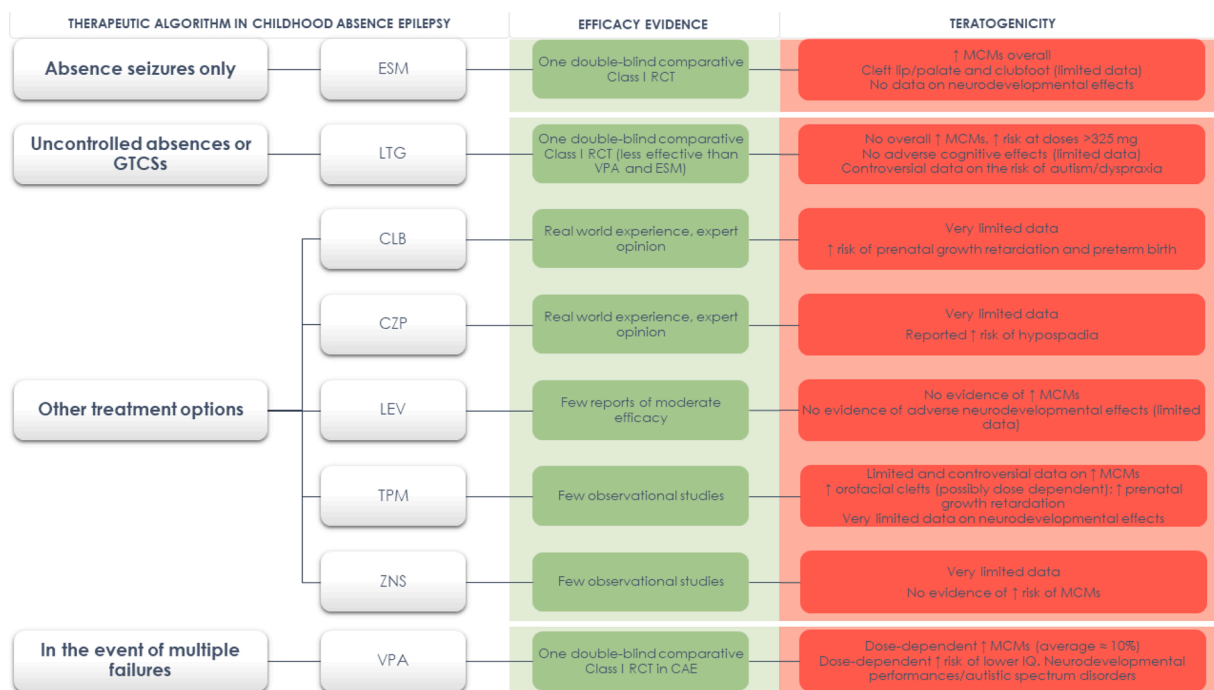 THERAPEUTIC ALGORITHM IN CHILDHOOD ABSENCE EPILEPSY
EFFICACY EVIDENCE
TERATOGENICITY
Absence seizures only
ESM
One double-blind comparative
Class I RCT
↑ MCMs overall
Cleft lip/palate and clubfoot (limited data)
No data on neurodevelopmental effects
Uncontrolled absences or
GTCSs
LTG
One double-blind comparative
Class I RCT (less effective than
VPA and ESM)
No overall ↑ MCMs, ↑ risk at doses >325 mg
No adverse cognitive effects (limited data)
Controversial data on the risk of autism/dyspraxia
Other treatment options
CLB
Real world experience, expert
opinion
Very limited data
↑ risk of prenatal growth retardation and preterm birth
CZP
Real world experience, expert
opinion
Very limited data
Reported ↑ risk of hypospadia
LEV
Few reports of moderate
efficacy
No evidence of ↑ MCMs
No evidence of adverse neurodevelopmental effects (limited
data)
TPM
Few observational studies
Limited and controversial data on ↑ MCMs
↑ orofacial clefts (possibly dose dependent); ↑ prenatal
growth retardation
Very limited data on neurodevelopmental effects
ZNS
Few observational studies
Very limited data
No evidence of ↑ risk of MCMs
In the event of multiple
failures
VPA
One double-blind comparative
Class I RCT in CAE
Dose-dependent ↑ MCMs (average ≈ 10%)
Dose-dependent ↑ risk of lower IQ. Neurodevelopmental
performances/autistic spectrum disorders